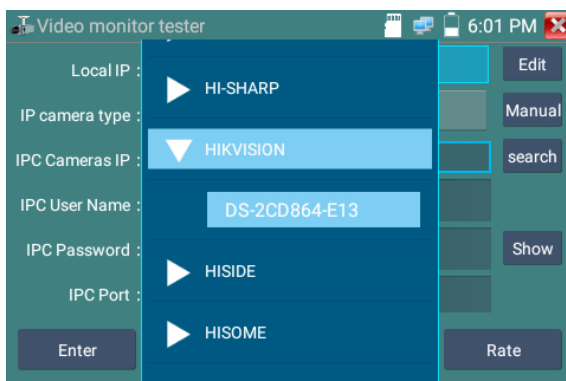 Video monitor tester 6:01 PM
Local IP : Edit
HI-SHARP
IP camera type : Manual
HIKVISION
IPC Cameras IP : search
IPC User Name : DS-2CD864-E13
IPC Password : Show
HISIDE
IPC Port :
HISOME
Enter Rate